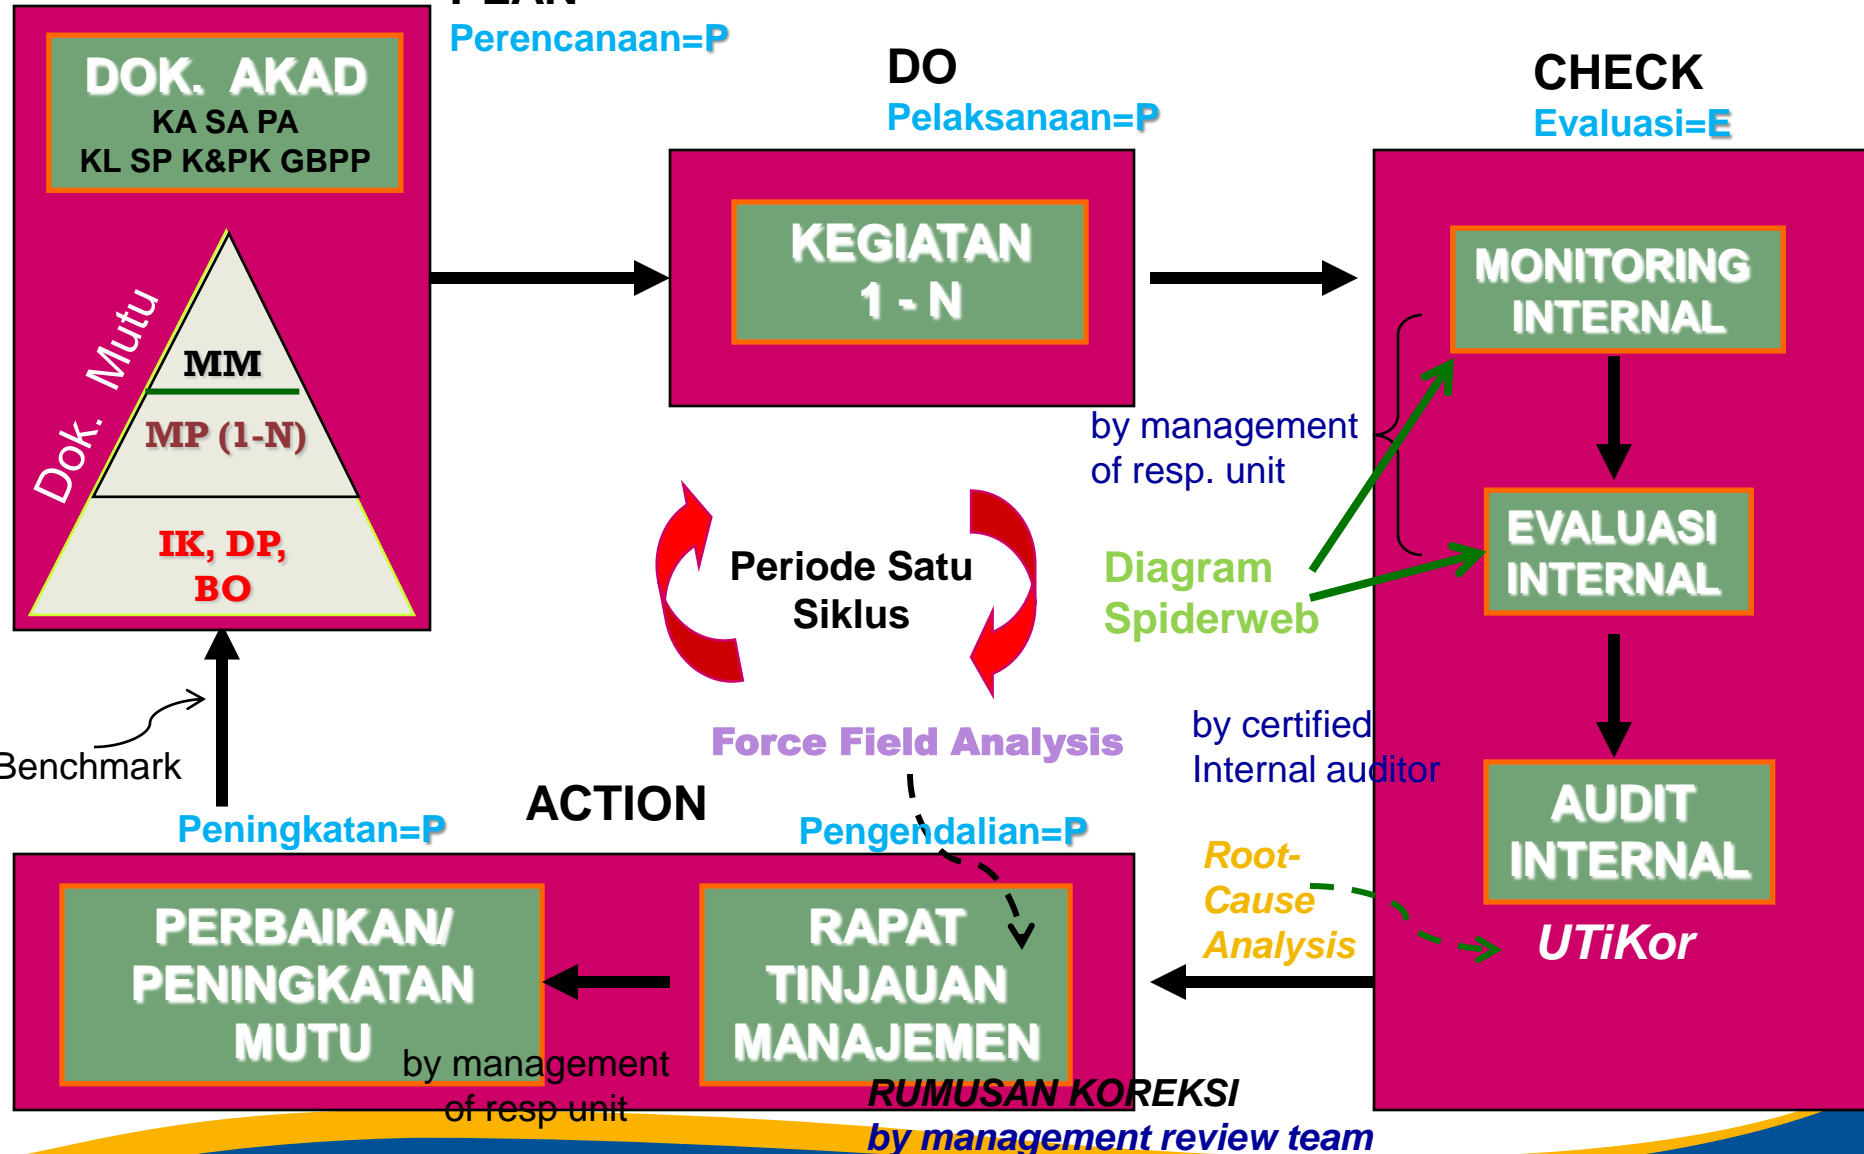 PLAN
Perencanaan=P
DOK. AKAD
KA SA PA
KL SP K&PK GBPP
Dok. Mutu
MM
MP (1-N)
IK, DP,
BO
DO
Pelaksanaan=P
KEGIATAN
1 - N
CHECK
Evaluasi=E
MONITORING
INTERNAL
by management
of resp. unit
EVALUASI
INTERNAL
Diagram
Spiderweb
Periode Satu
Siklus
Force Field Analysis
by certified
Internal auditor
AUDIT
INTERNAL
UTiKor
Root-
Cause
Analysis
Benchmark
ACTION
Peningkatan=P
Pengendalian=P
PERBAIKAN/
PENINGKATAN
MUTU
by management
of resp unit
RAPAT
TINJAUAN
MANAJEMEN
RUMUSAN KOREKSI
by management review team